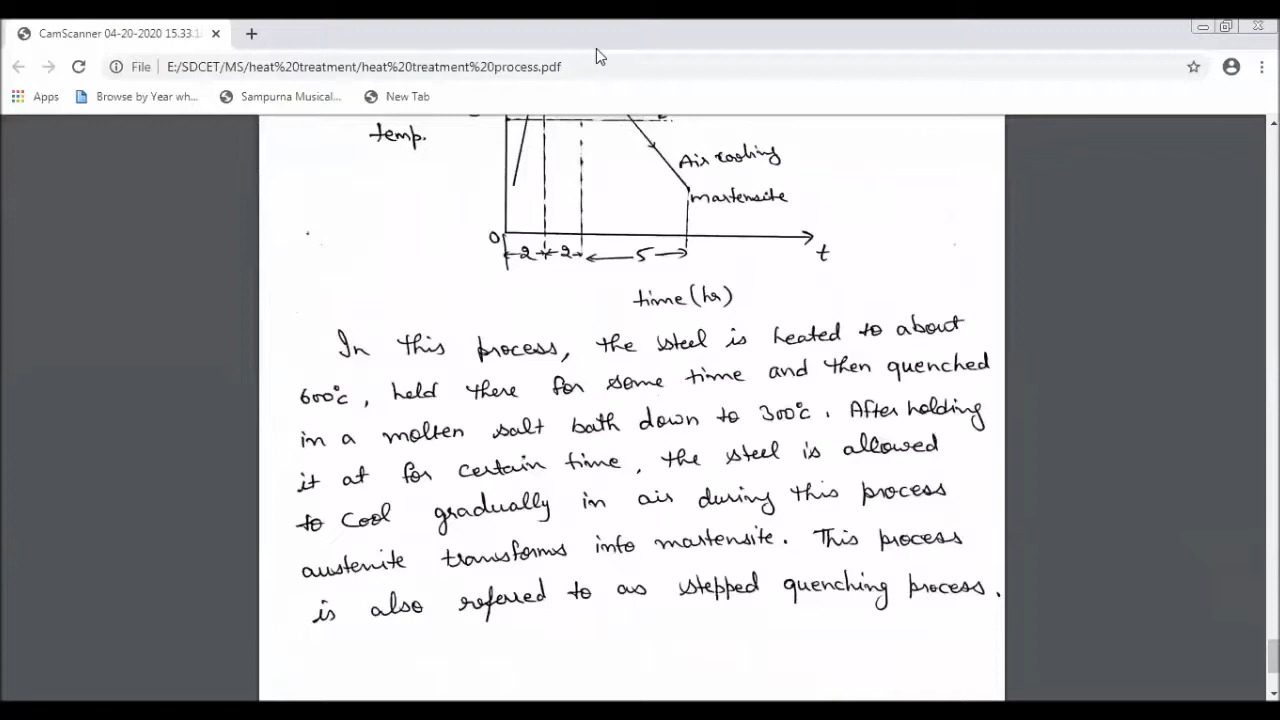 CamScanner 04-20-2020 15.33.1
File E:/SDCET/MS/heat%20treatment/heat%20treatment%20process.pdf
Apps Browse by Year wh... Sampurna Musical... New Tab
temp.
Air cooling
martensite
0
2 2 5
t
time (hr)
In this process, the steel is heated to about
600°c, held there for some time and then quenched
in a molten salt bath down to 300°c. After holding
it at for certain time, the steel is allowed
to cool gradually in air during this process
austenite transforms into martensite. This process
is also referred to as stepped quenching process.